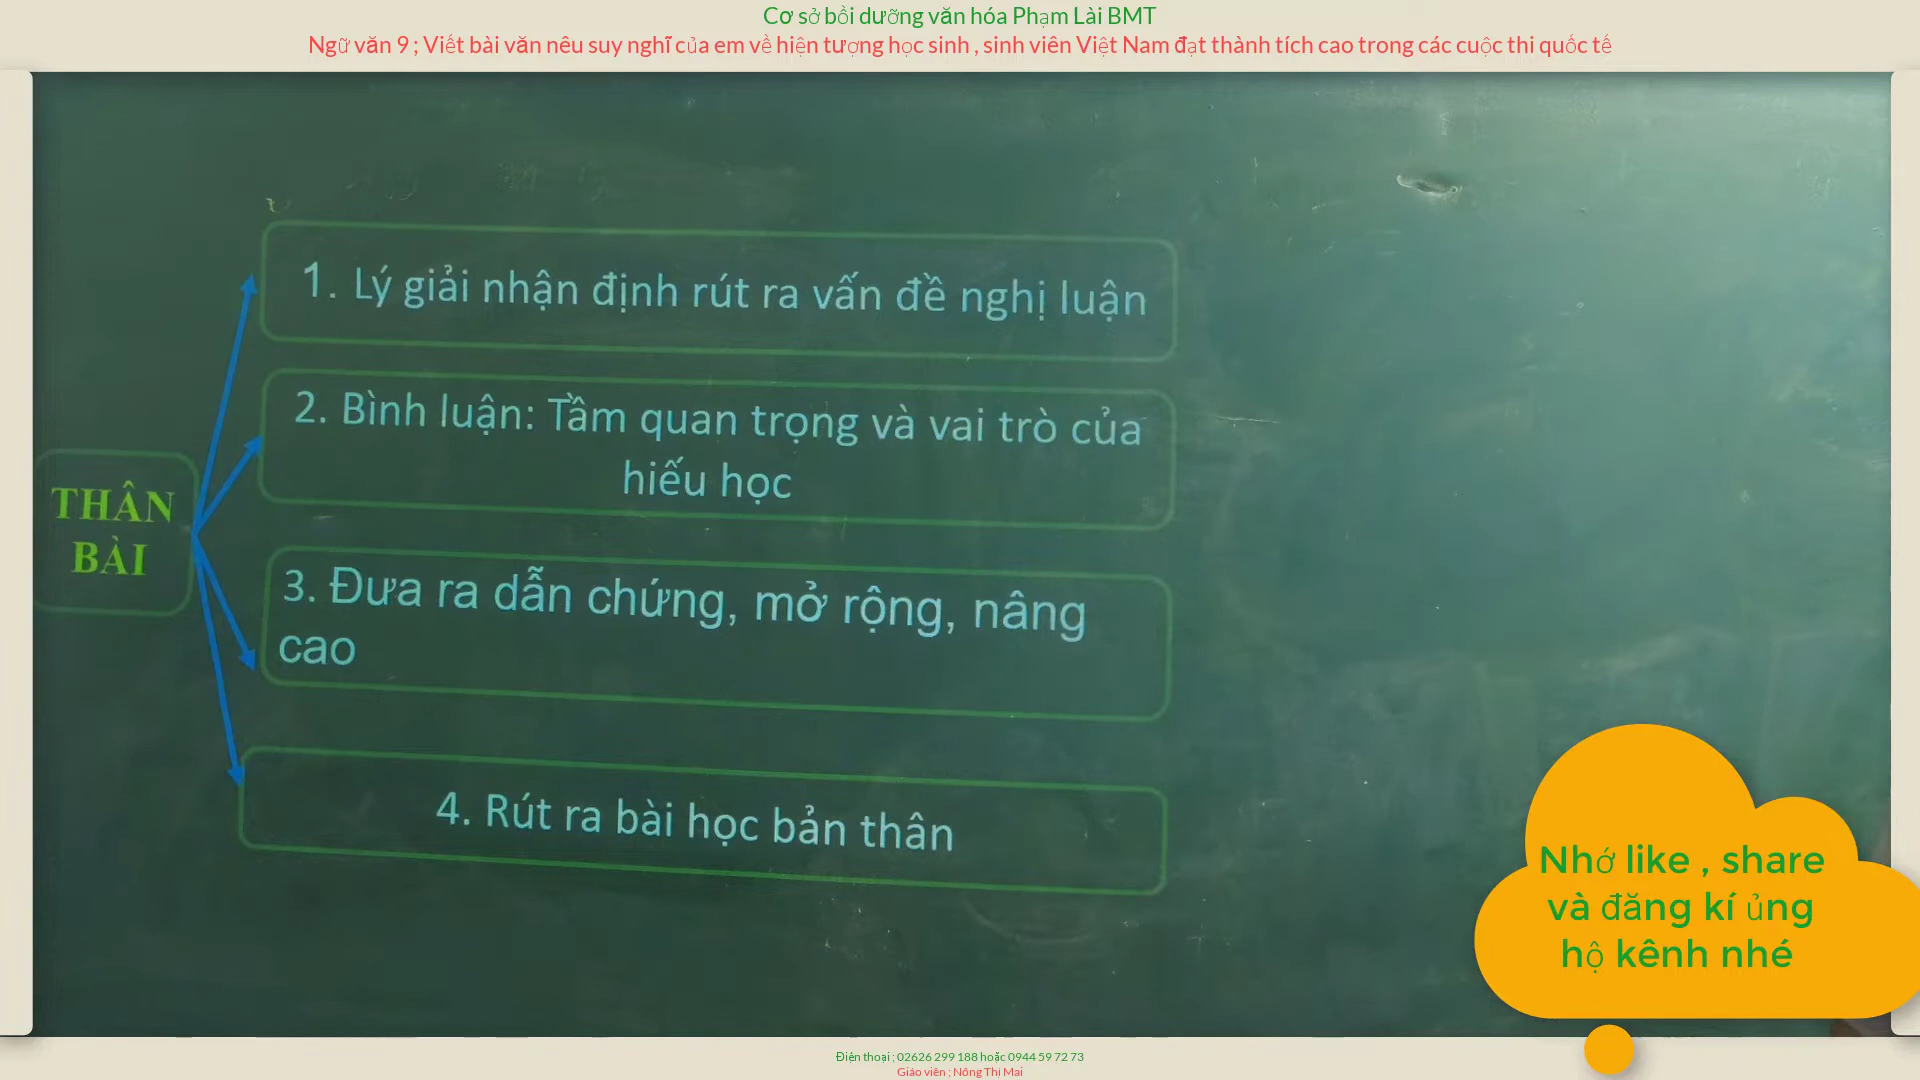 Cơ sở bồi dưỡng văn hóa Phạm Lài BMT
Ngữ văn 9 ; Viết bài văn nêu suy nghĩ của em về hiện tượng học sinh , sinh viên Việt Nam đạt thành tích cao trong các cuộc thi quốc tế
1. Lý giải nhận định rút ra vấn đề nghị luận
2. Bình luận: Tầm quan trọng và vai trò của
hiếu học
THÂN
BÀI
3. Đưa ra dẫn chứng, mở rộng, nâng
cao
4. Rút ra bài học bản thân
Nhớ like , share
và đăng kí ủng
hộ kênh nhé
Điện thoại ; 02626 299 188 hoặc 0944 59 72 73
Giáo viên ; Nông Thị Mai